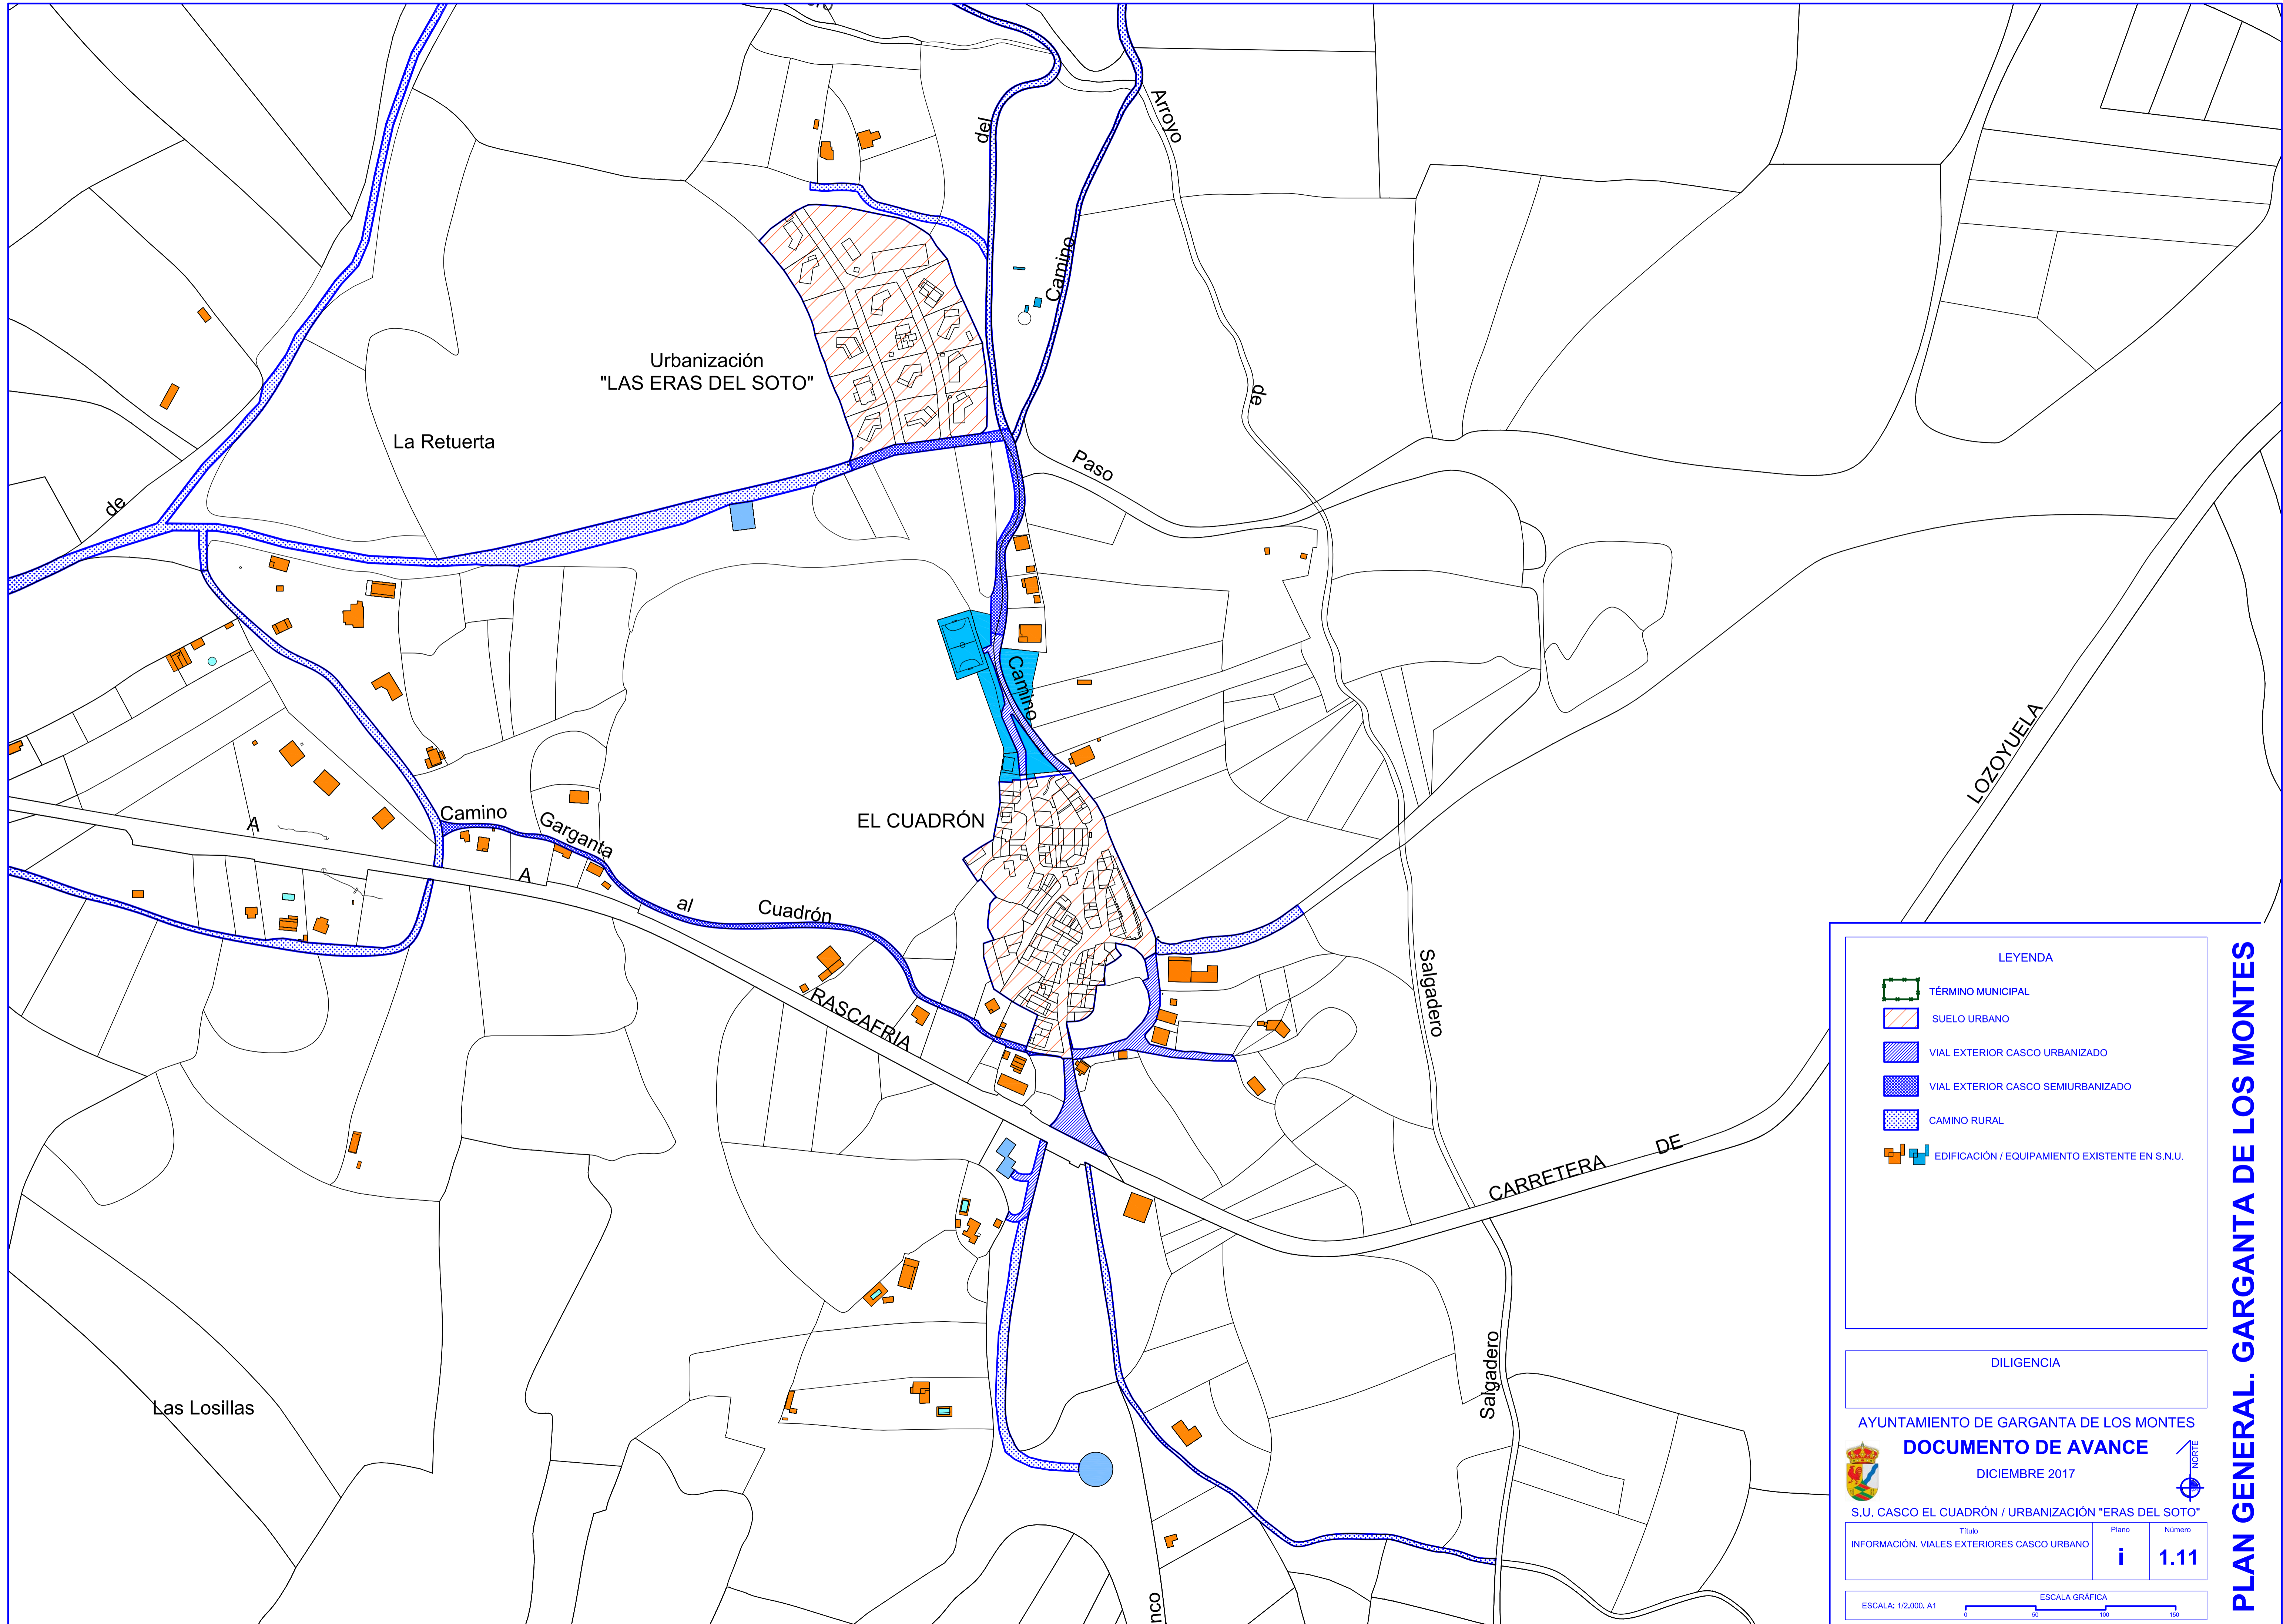 del
Arroyo
Camino
Urbanización
"LAS ERAS DEL SOTO"
de
La Retuerta
Paso
de
Camino
LOZOYUELA
Camino
Garganta
EL CUADRÓN
A
A
al
Cuadrón
RASCAFRIA
Salgadero
CARRETERA
DE
Salgadero
Las Losillas
LEYENDA
TÉRMINO MUNICIPAL
SUELO URBANO
VIAL EXTERIOR CASCO URBANIZADO
VIAL EXTERIOR CASCO SEMIURBANIZADO
CAMINO RURAL
EDIFICACIÓN / EQUIPAMIENTO EXISTENTE EN S.N.U.
DILIGENCIA
AYUNTAMIENTO DE GARGANTA DE LOS MONTES
DOCUMENTO DE AVANCE
DICIEMBRE 2017
NORTE
S.U. CASCO EL CUADRÓN / URBANIZACIÓN "ERAS DEL SOTO"
Título
INFORMACIÓN. VIALES EXTERIORES CASCO URBANO
Plano
i
Número
1.11
ESCALA: 1/2.000, A1
ESCALA GRÁFICA
0 50 100 150
PLAN GENERAL. GARGANTA DE LOS MONTES